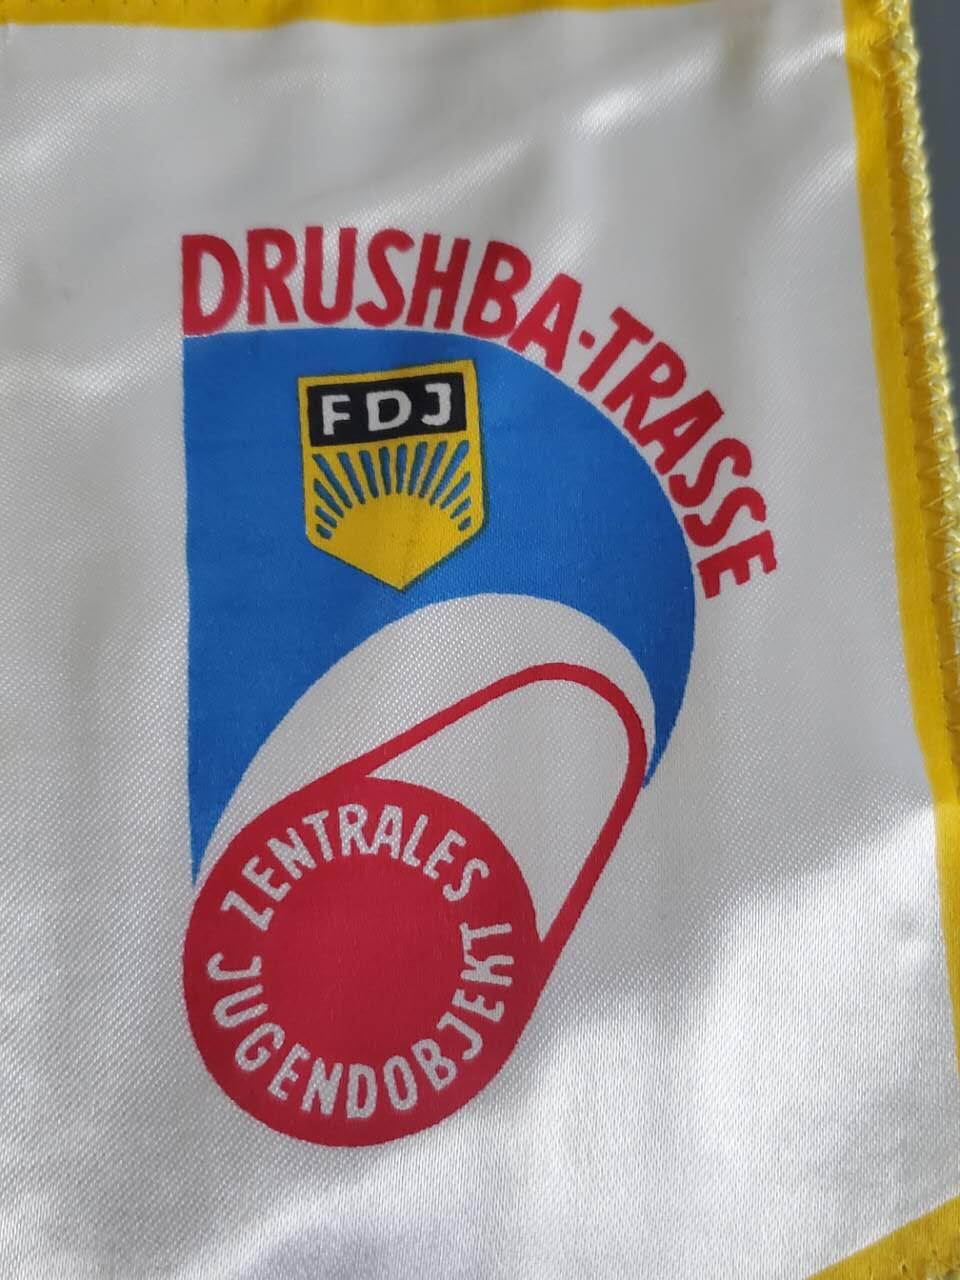 DRUSHBA-TRASSE
FDJ
ZENTRALES
JUGENDOBJEKT